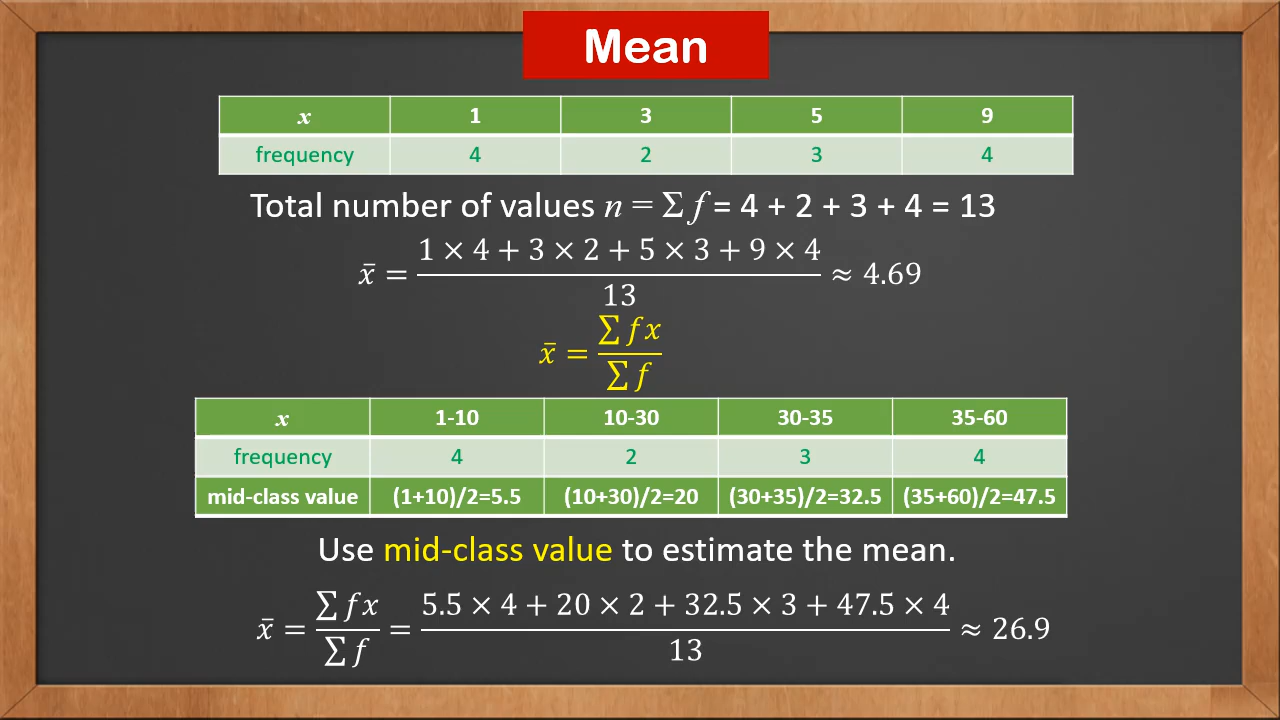 Mean
x 1 3 5 9
frequency 4 2 3 4
Total number of values n = Σ f = 4 + 2 + 3 + 4 = 13
x̄ = (1 × 4 + 3 × 2 + 5 × 3 + 9 × 4)/13 ≈ 4.69
x̄ = ∑ f x / ∑ f
x 1-10 10-30 30-35 35-60
frequency 4 2 3 4
mid-class value (1+10)/2=5.5 (10+30)/2=20 (30+35)/2=32.5 (35+60)/2=47.5
Use mid-class value to estimate the mean.
x̄ = ∑ f x / ∑ f = (5.5 × 4 + 20 × 2 + 32.5 × 3 + 47.5 × 4)/13 ≈ 26.9